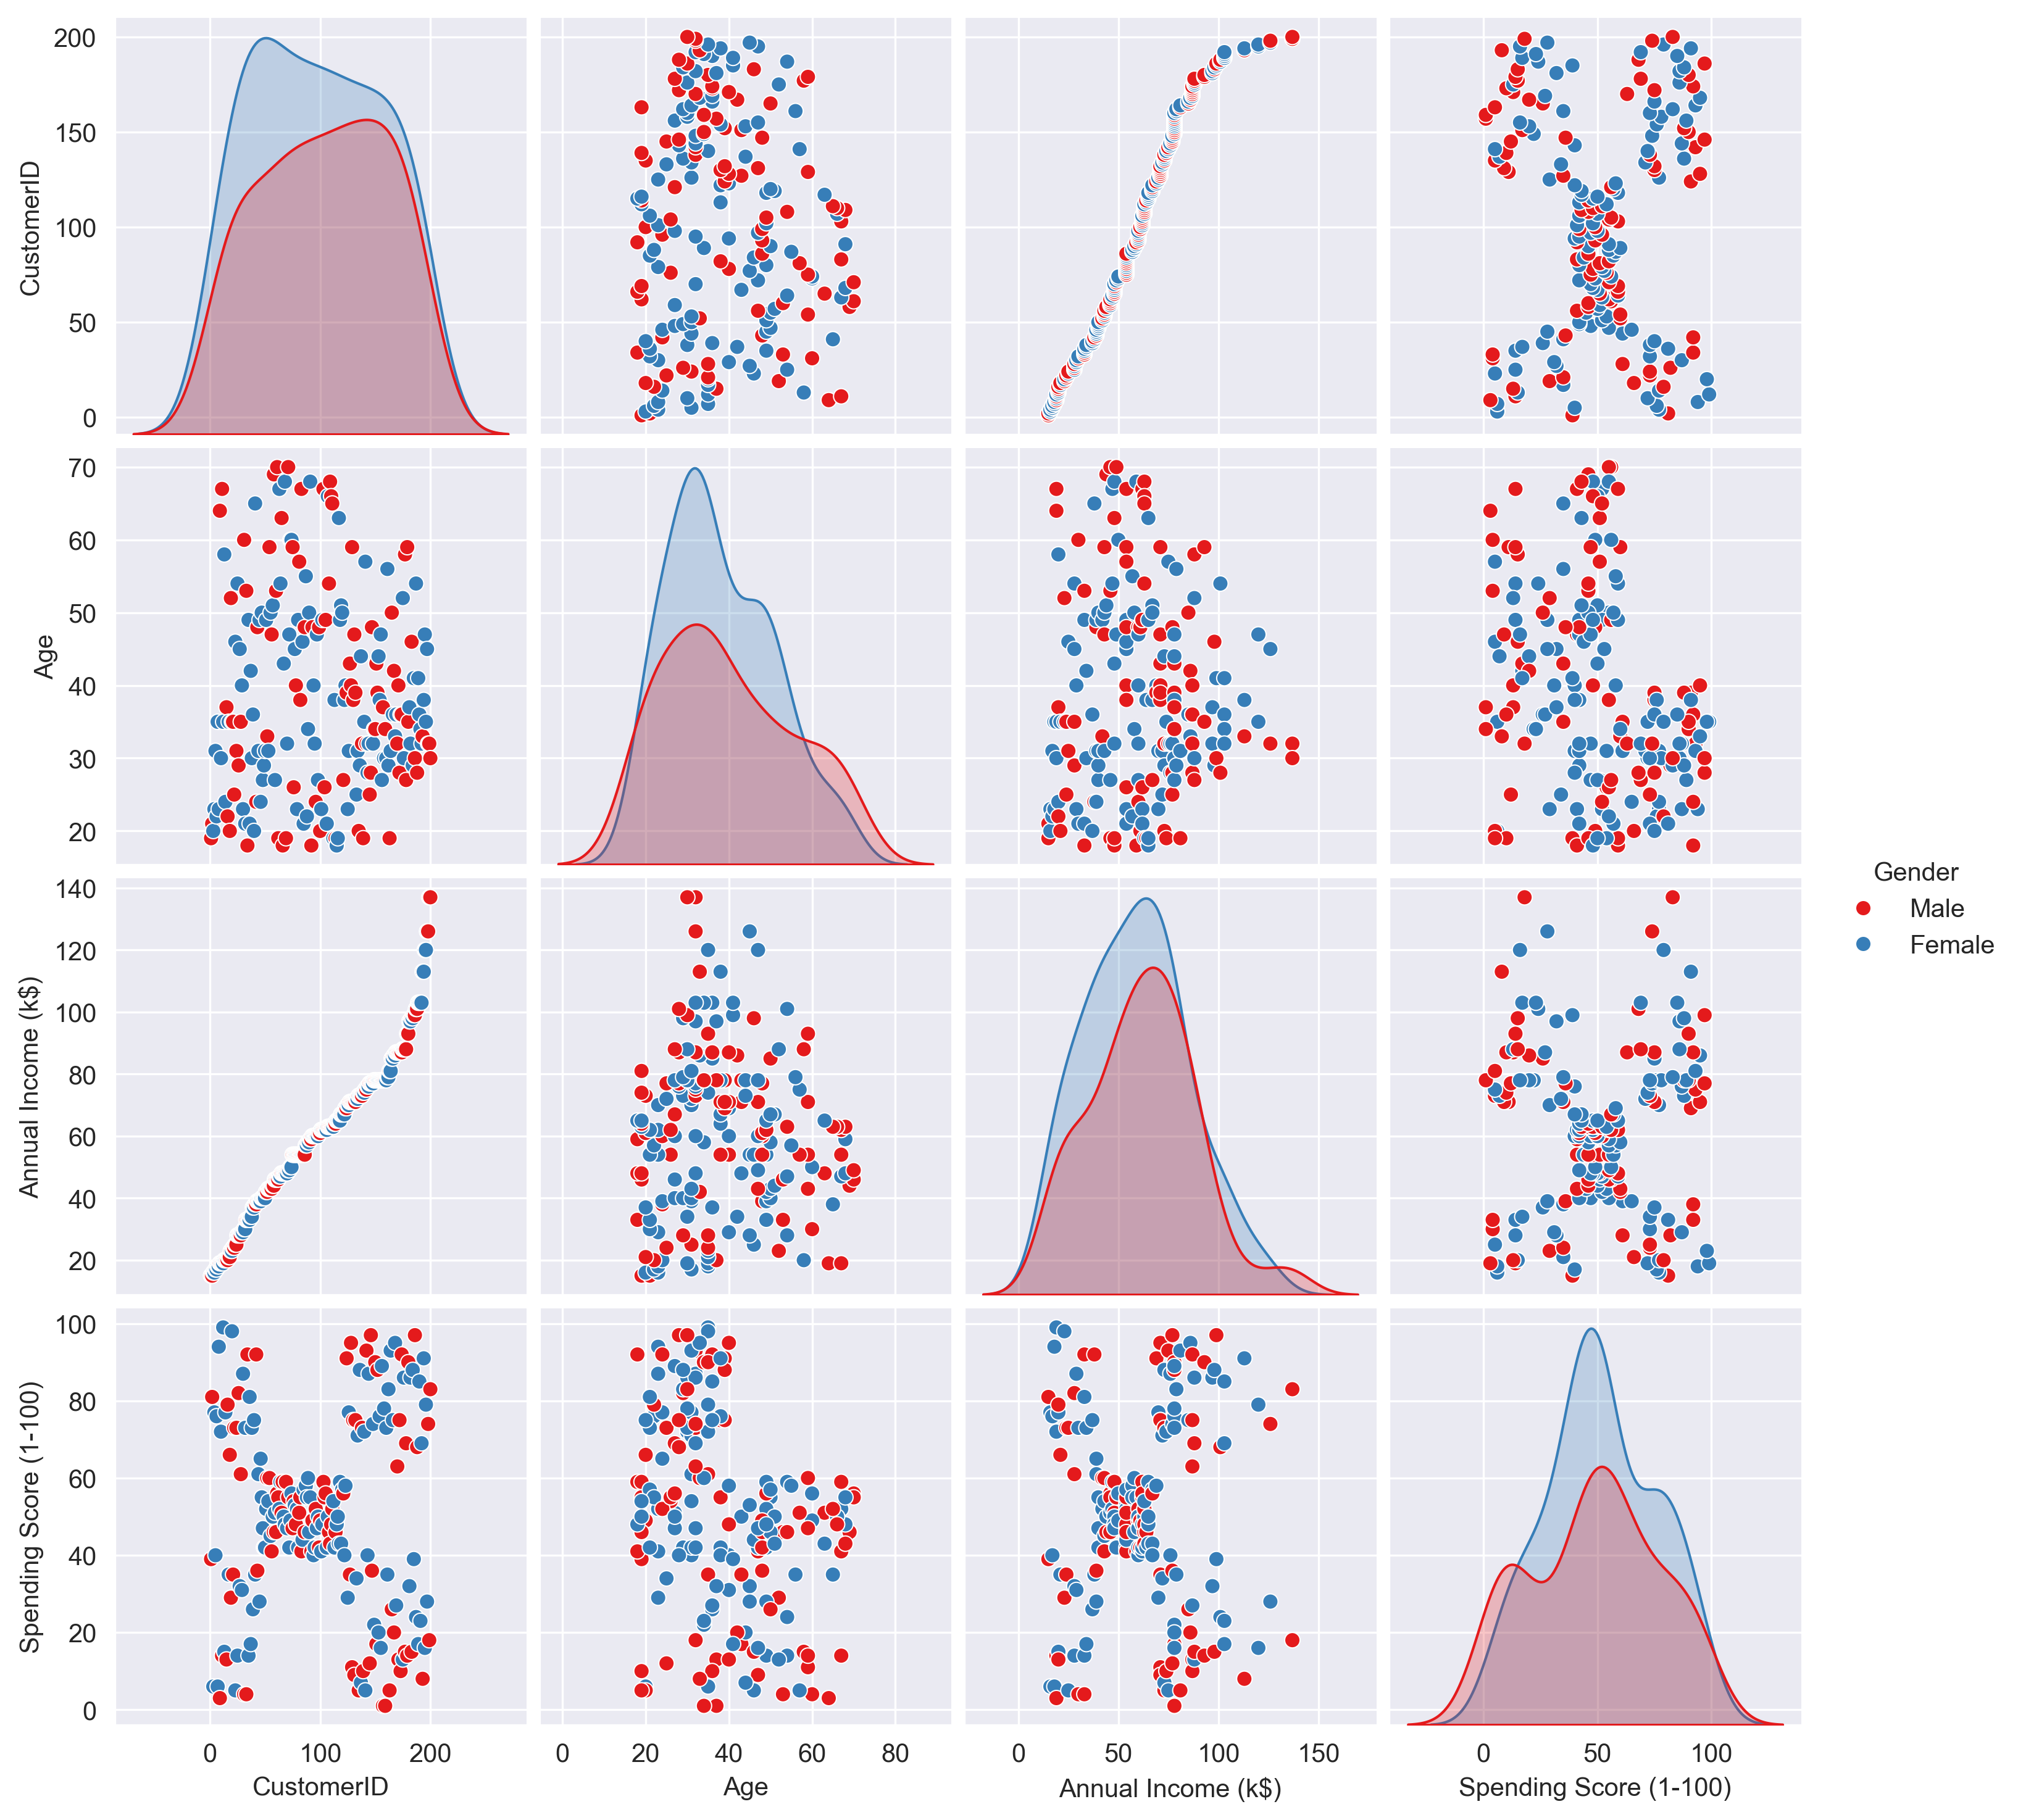 200
150
100
50
0
CustomerID
70
60
50
40
30
20
Age
Gender
Male
Female
140
120
100
80
60
40
20
Annual Income (k$)
100
80
60
40
20
0
Spending Score (1-100)
0 100 200
0 20 40 60 80
0 50 100 150
0 50 100
CustomerID
Age
Annual Income (k$)
Spending Score (1-100)